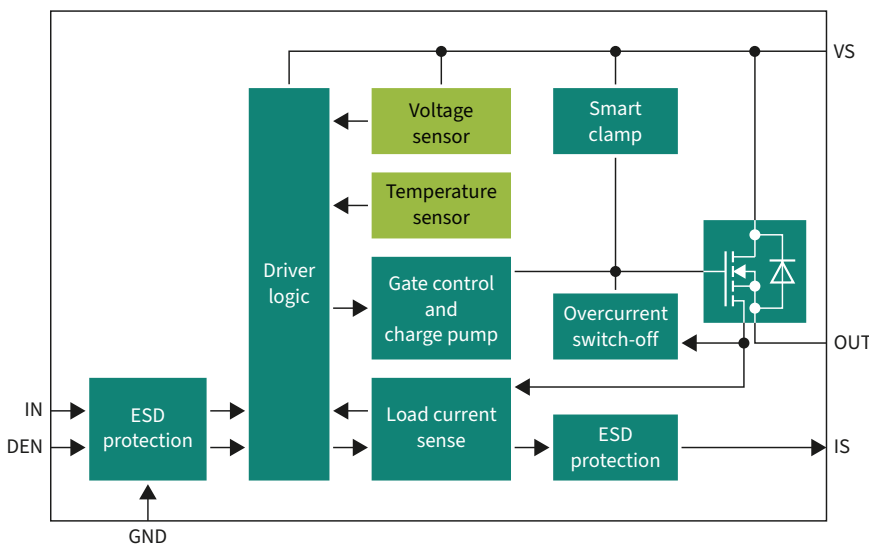 VS
Voltage
sensor
Smart
clamp
Temperature
sensor
Driver
logic
Gate control
and
charge pump
Overcurrent
switch-off
OUT
IN
DEN
ESD
protection
Load current
sense
ESD
protection
IS
GND